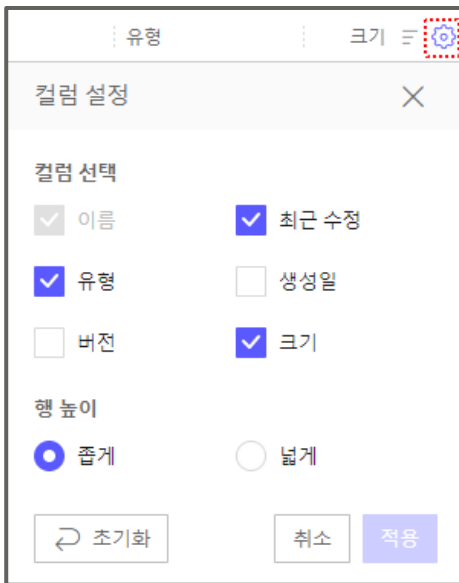 유형 크기
컬럼 설정
컬럼 선택
이름 최근 수정
유형 생성일
버전 크기
행 높이
좁게 넓게
초기화 취소 적용